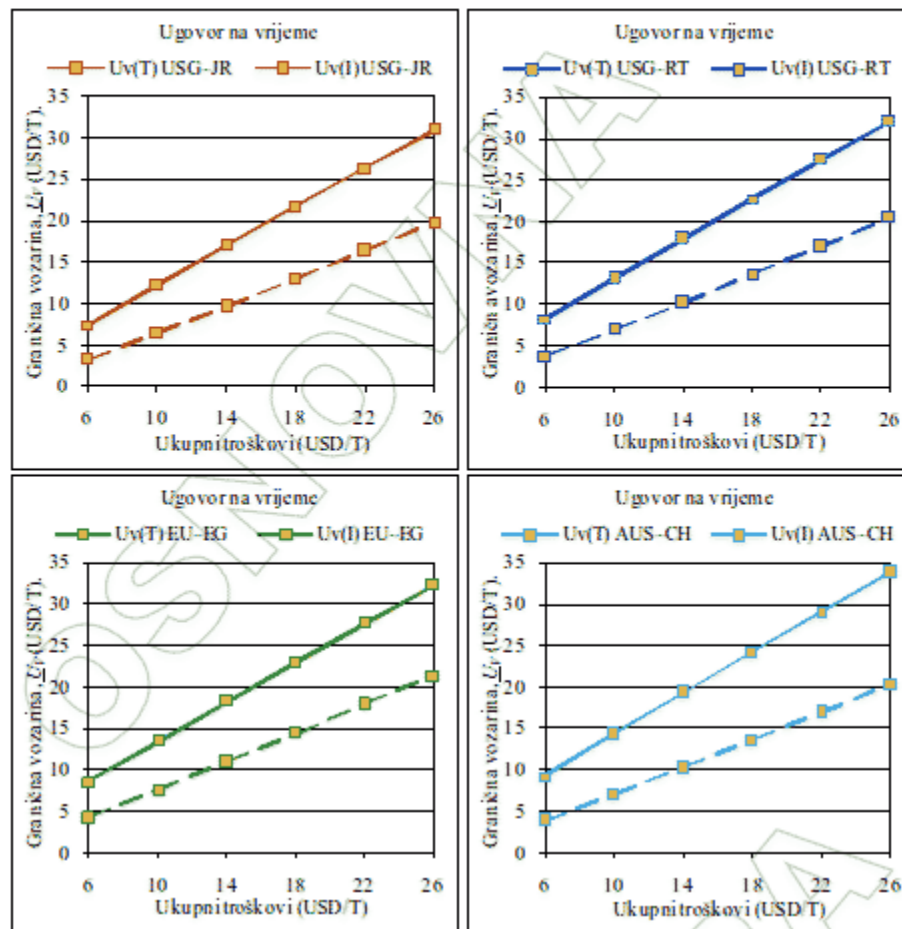 Ugovor na vrijeme
Uv(T) USG-JR Uv(I) USG-JR
Granična vozarina, Uv (USD/T).
35
30
25
20
15
10
5
0
6 10 14 18 22 26
Ukupni troškovi (USD/T)
Ugovor na vrijeme
Uv(T) USG-RT Uv(I) USG-RT
Graničn avozarina, Uv (USD/T).
35
30
25
20
15
10
5
0
6 10 14 18 22 26
Ukupni troškovi (USD/T)
Ugovor na vrijeme
Uv(T) EU-EG Uv(I) EU-EG
Granična vozarina, Uv (USD/T).
35
30
25
20
15
10
5
0
6 10 14 18 22 26
Ukupni troškovi (USD/T)
Ugovor na vrijeme
Uv(T) AUS-CH Uv(I) AUS-CH
Granična vozarina, Uv (USD/T).
35
30
25
20
15
10
5
0
6 10 14 18 22 26
Ukupni troškovi (USD/T)
OSNOVNA